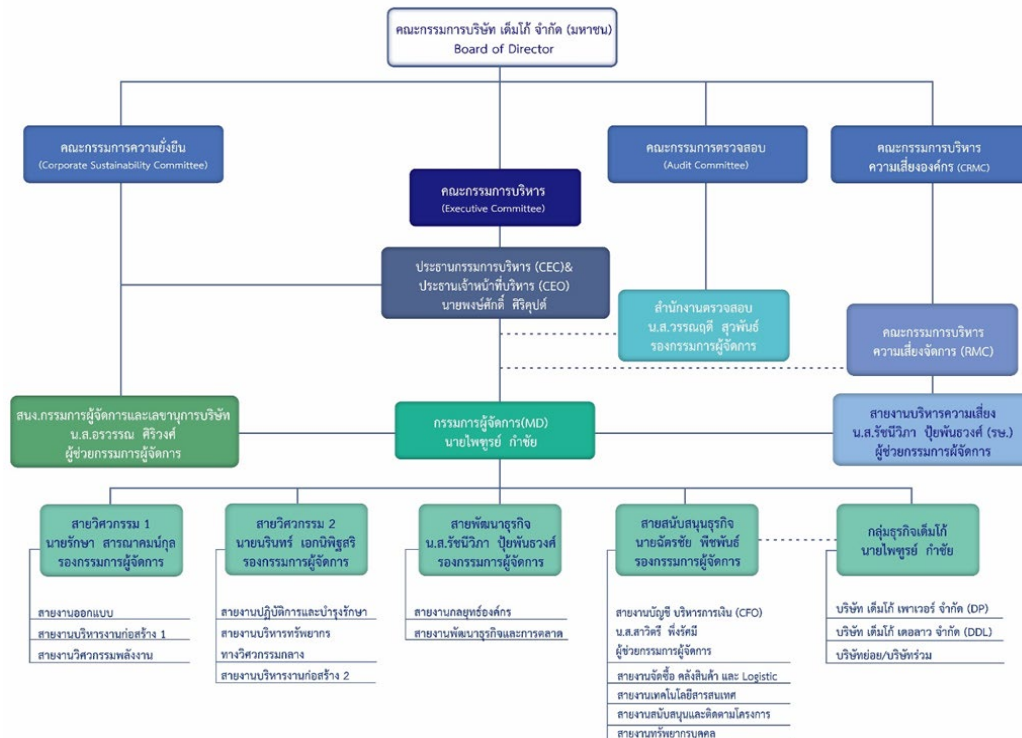 คณะกรรมการบริษัท เด็มโก้ จำกัด (มหาชน)
Board of Director
คณะกรรมการความยั่งยืน
(Corporate Sustainability Committee)
คณะกรรมการตรวจสอบ
(Audit Committee)
คณะกรรมการบริหาร
ความเสี่ยงองค์กร (CRMC)
คณะกรรมการบริหาร
(Executive Committee)
ประธานกรรมการบริหาร (CEC)&
ประธานเจ้าหน้าที่บริหาร (CEO)
นายพงษ์ศักดิ์ ศิริคุปต์
สำนักงานตรวจสอบ
น.ส.วรรณฤดี สุวพันธ์
รองกรรมการผู้จัดการ
คณะกรรมการบริหาร
ความเสี่ยงจัดการ (RMC)
สนง.กรรมการผู้จัดการและเลขานุการบริษัท
น.ส.อรวรรณ ศิริวงศ์
ผู้ช่วยกรรมการผู้จัดการ
กรรมการผู้จัดการ(MD)
นายไพฑูรย์ กำชัย
สายงานบริหารความเสี่ยง
น.ส.รัชนีวิภา ปุ้ยพันธวงศ์ (รษ.)
ผู้ช่วยกรรมการผู้จัดการ
สายวิศวกรรม 1
นายรักษา สารณาคมน์กุล
รองกรรมการผู้จัดการ
สายงานออกแบบ
สายงานบริหารงานก่อสร้าง 1
สายงานวิศวกรรมพลังงาน
สายวิศวกรรม 2
นายนรินทร์ เอกนิพิฐสริ
รองกรรมการผู้จัดการ
สายงานปฏิบัติการและบำรุงรักษา
สายงานบริหารทรัพยากร
ทางวิศวกรรมกลาง
สายงานบริหารงานก่อสร้าง 2
สายพัฒนาธุรกิจ
น.ส.รัชนีวิภา ปุ้ยพันธวงศ์
รองกรรมการผู้จัดการ
สายงานกลยุทธ์องค์กร
สายงานพัฒนาธุรกิจและการตลาด
สายสนับสนุนธุรกิจ
นายฉัตรชัย พืชพันธ์
รองกรรมการผู้จัดการ
สายงานบัญชี บริหารการเงิน (CFO)
น.ส.สาวิตรี พึ่งรัศมี
ผู้ช่วยกรรมการผู้จัดการ
สายงานจัดซื้อ คลังสินค้า และ Logistic
สายงานเทคโนโลยีสารสนเทศ
สายงานสนับสนุนและติดตามโครงการ
สายงานทรัพยากรบุคคล
กลุ่มธุรกิจเด็มโก้
นายไพฑูรย์ กำชัย
บริษัท เด็มโก้ เพาเวอร์ จำกัด (DP)
บริษัท เด็มโก้ เดอลาว จำกัด (DDL)
บริษัทย่อย/บริษัทร่วม